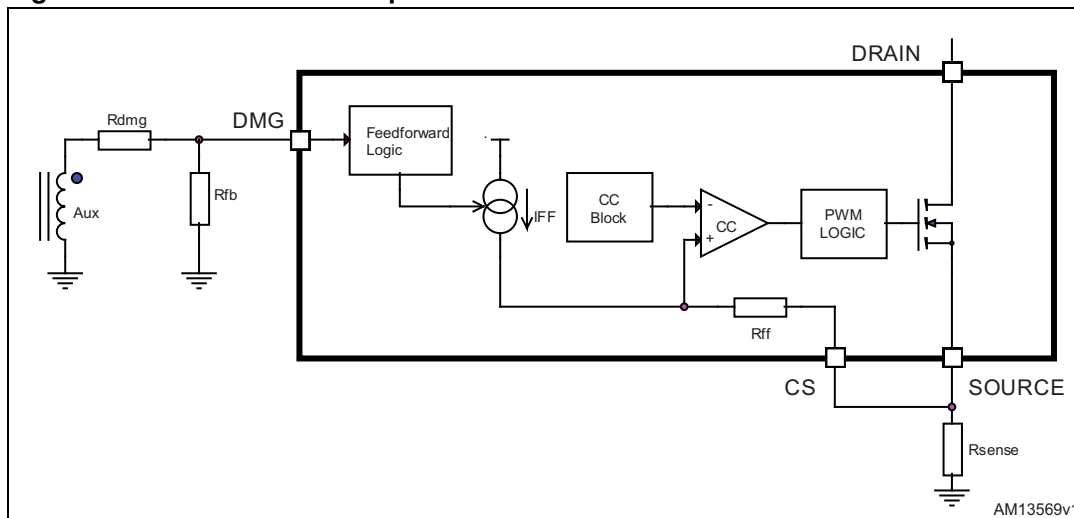 DRAIN
Rdmg
DMG
Feedforward
Logic
Rfb
Aux
IFF
CC
Block
-
CC
+
PWM
LOGIC
Rff
CS
SOURCE
Rsense
AM13569v1